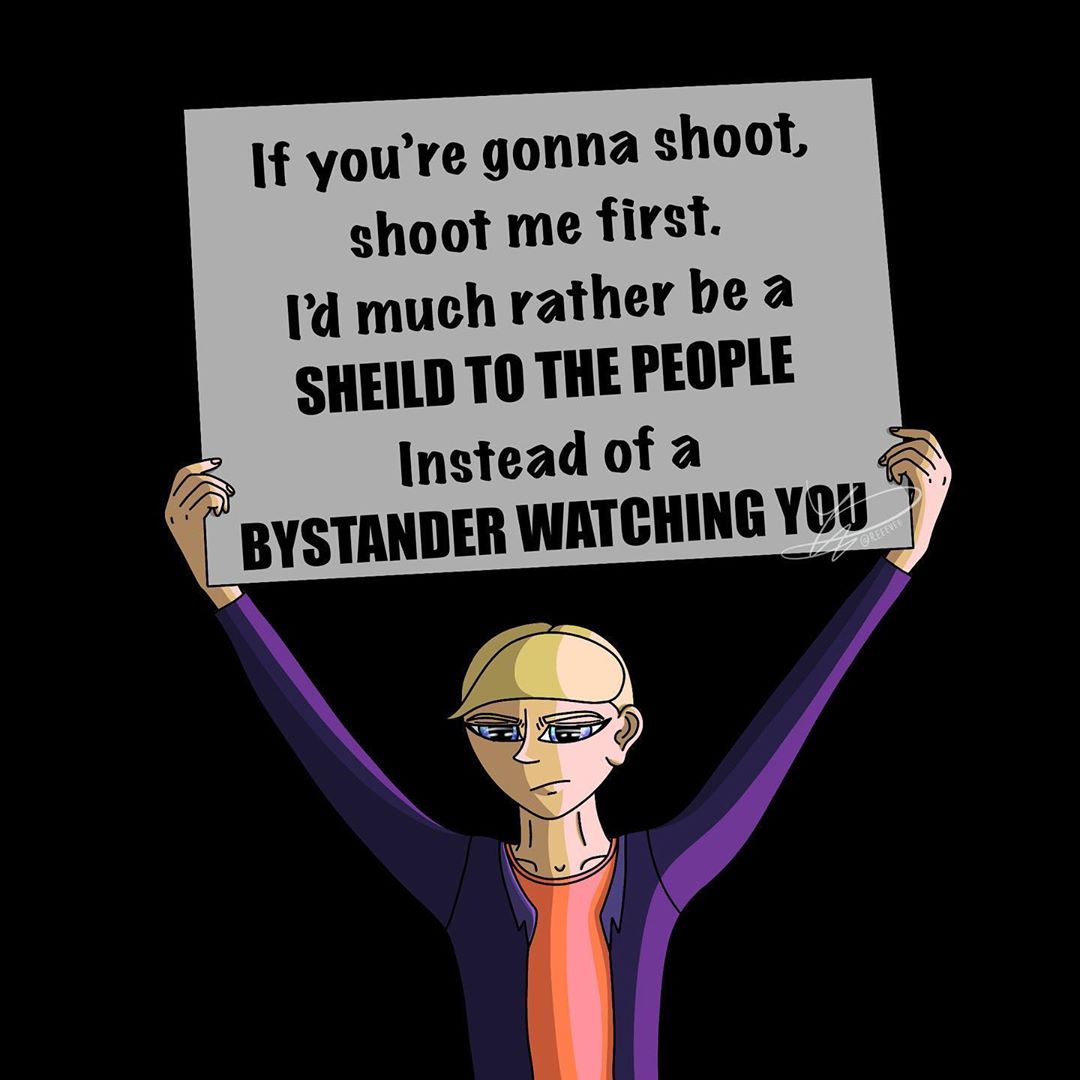 If you're gonna shoot,
shoot me first.
I'd much rather be a
SHEILD TO THE PEOPLE
Instead of a
BYSTANDER WATCHING YOU